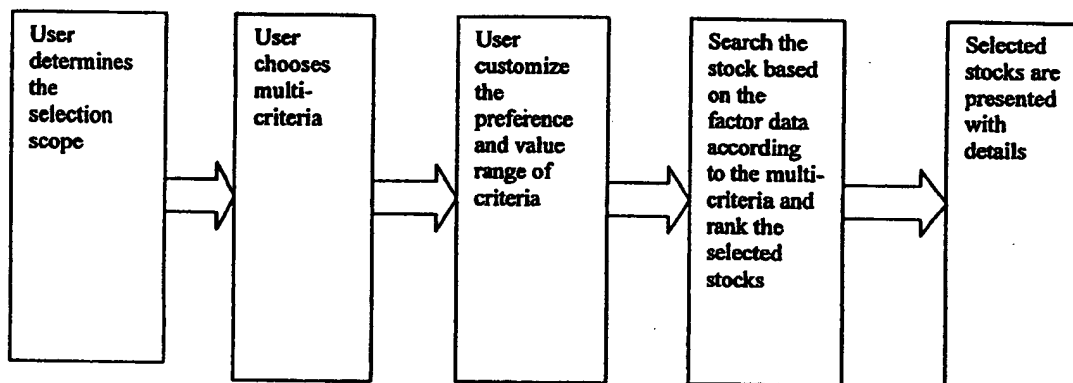 User
determines
the
selection
scope
User
chooses
multi-
criteria
User
customize
the
preference
and value
range of
criteria
Search the
stock based
on the
factor data
according
to the multi-
criteria and
rank the
selected
stocks
Selected
stocks are
presented
with
details